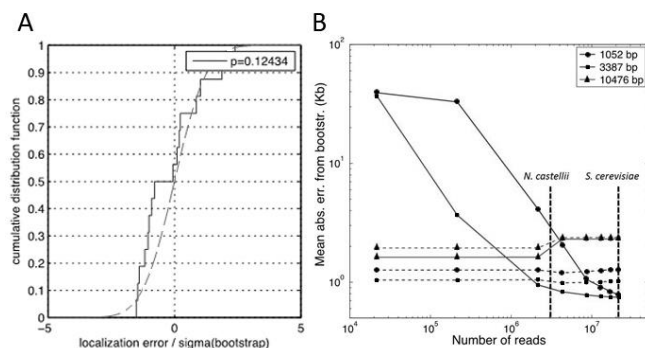 A
B
p=0.12434
1
0.9
0.8
0.7
0.6
0.5
0.4
0.3
0.2
0.1
0
cumulative distribution function
−5
0
5
localization error / sigma(bootstrap)
1052 bp
3387 bp
10476 bp
N. castellii
S. cerevisiae
10²
10¹
10⁰
Mean abs. err. from bootstr. (Kb)
10⁴
10⁵
10⁶
10⁷
Number of reads